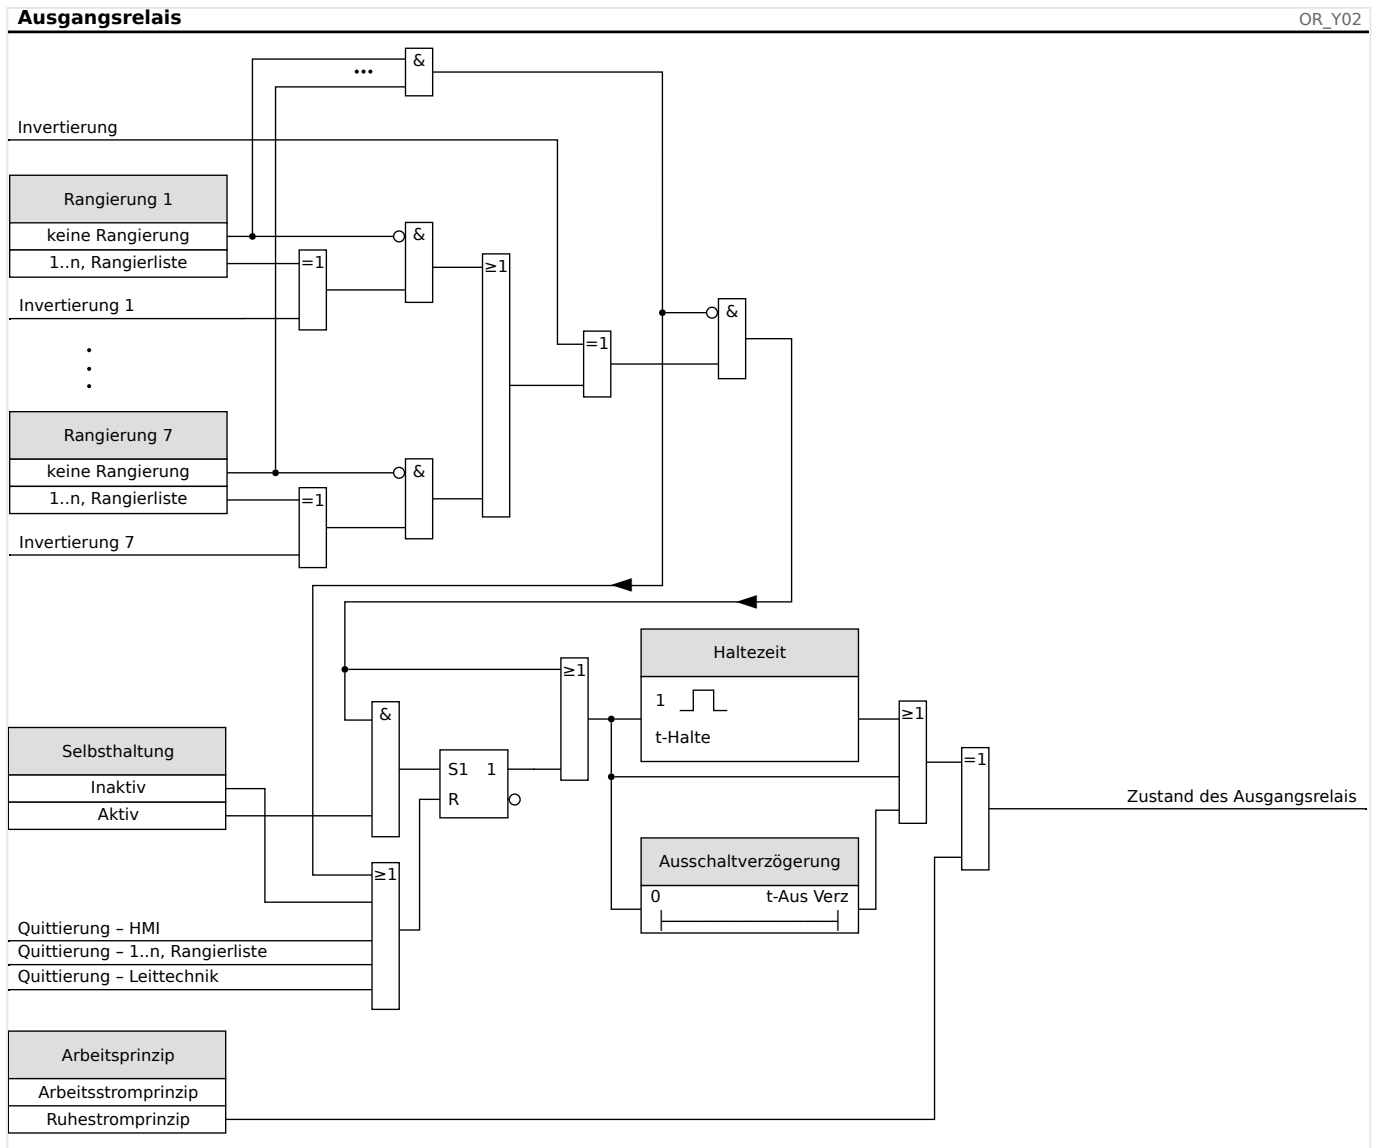 Ausgangsrelais
OR_Y02
&
...
Invertierung
Rangierung 1
keine Rangierung
&
1..n, Rangierliste
=1
≥1
Invertierung 1
&
=1
Rangierung 7
keine Rangierung
&
1..n, Rangierliste
=1
Invertierung 7
Haltezeit
≥1
1
t-Halte
&
≥1
Selbsthaltung
Inaktiv
Aktiv
S1 1
R
=1
Zustand des Ausgangsrelais
Ausschaltverzögerung
0 t-Aus Verz
≥1
Quittierung – HMI
Quittierung – 1..n, Rangierliste
Quittierung – Leittechnik
Arbeitsprinzip
Arbeitsstromprinzip
Ruhestromprinzip